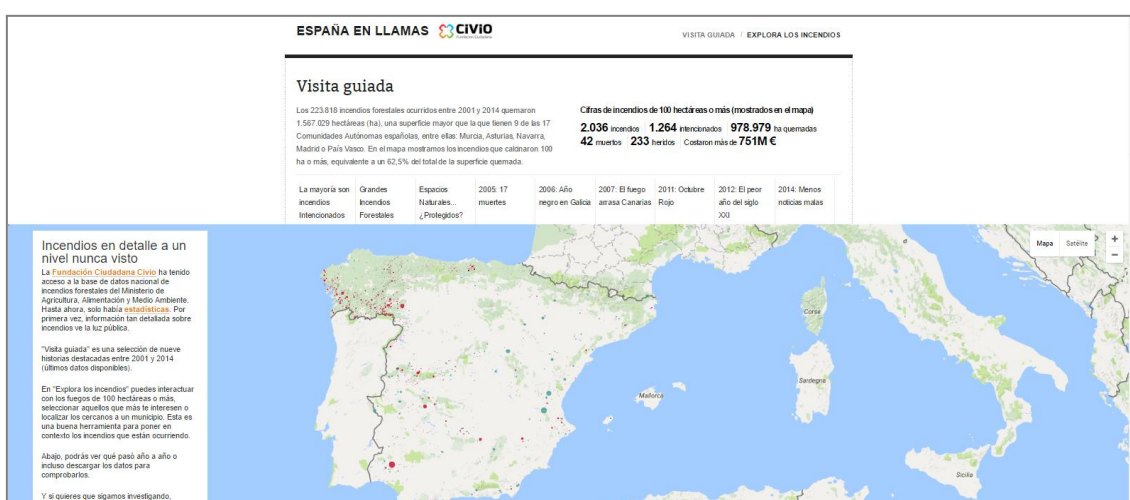 ESPAÑA EN LLAMAS CiViO
VISITA GUIADA / EXPLORA LOS INCENDIOS
Visita guiada
Los 223.818 incendios forestales ocurridos entre 2001 y 2014 quemaron
1.567.029 hectáreas (ha), una superficie mayor que la que tienen 9 de las 17
Comunidades Autónomas españolas, entre ellas: Murcia, Asturias, Navarra,
Madrid o País Vasco. En el mapa mostramos los incendios que calcinaron 100
ha o más, equivalente a un 62,5% del total de la superficie quemada.
Cifras de incendios de 100 hectáreas o más (mostrados en el mapa)
2.036 incendios 1.264 intencionados 978.979 ha quemadas
42 muertos 233 heridos Costaron más de 751M €
La mayoría son
incendios
Intencionados
Grandes
Incendios
Forestales
Espacios
Naturales...
¿Protegidos?
2005: 17
muertes
2006: Año
negro en Galicia
2007: El fuego
arrasa Canarias
2011: Octubre
Rojo
2012: El peor
año del siglo
XXI
2014: Menos
noticias malas
Incendios en detalle a un
nivel nunca visto
La Fundación Ciudadana Civio ha tenido
acceso a la base de datos nacional de
incendios forestales del Ministerio de
Agricultura, Alimentación y Medio Ambiente.
Hasta ahora, solo había estadísticas. Por
primera vez, información tan detallada sobre
incendios ve la luz pública.
"Visita guiada" es una selección de nueve
historias destacadas entre 2001 y 2014
(últimos datos disponibles).
En "Explora los incendios" puedes interactuar
con los fuegos de 100 hectáreas o más,
seleccionar aquellos que más te interesen o
localizar los cercanos a un municipio. Esta es
una buena herramienta para poner en
contexto los incendios que están ocurriendo.
Abajo, podrás ver qué pasó año a año o
incluso descargar los datos para
comprobarlos.
Y si quieres que sigamos investigando,
Mapa Satélite +
−
Corse
Sardegna
Mallorca
Sicilia